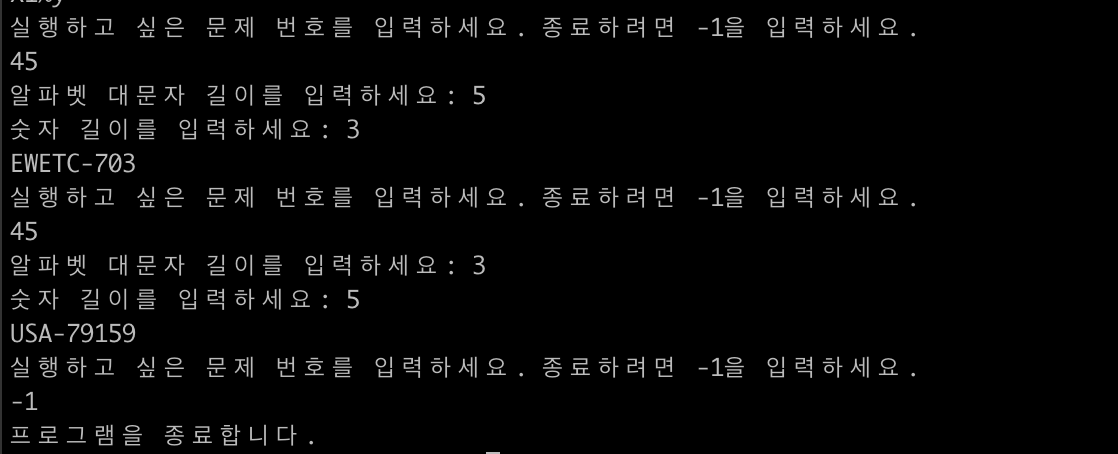 실행하고 싶은 문제 번호를 입력하세요. 종료하려면 -1을 입력하세요.
45
알파벳 대문자 길이를 입력하세요: 5
숫자 길이를 입력하세요: 3
EWETC-703
실행하고 싶은 문제 번호를 입력하세요. 종료하려면 -1을 입력하세요.
45
알파벳 대문자 길이를 입력하세요: 3
숫자 길이를 입력하세요: 5
USA-79159
실행하고 싶은 문제 번호를 입력하세요. 종료하려면 -1을 입력하세요.
-1
프로그램을 종료합니다.